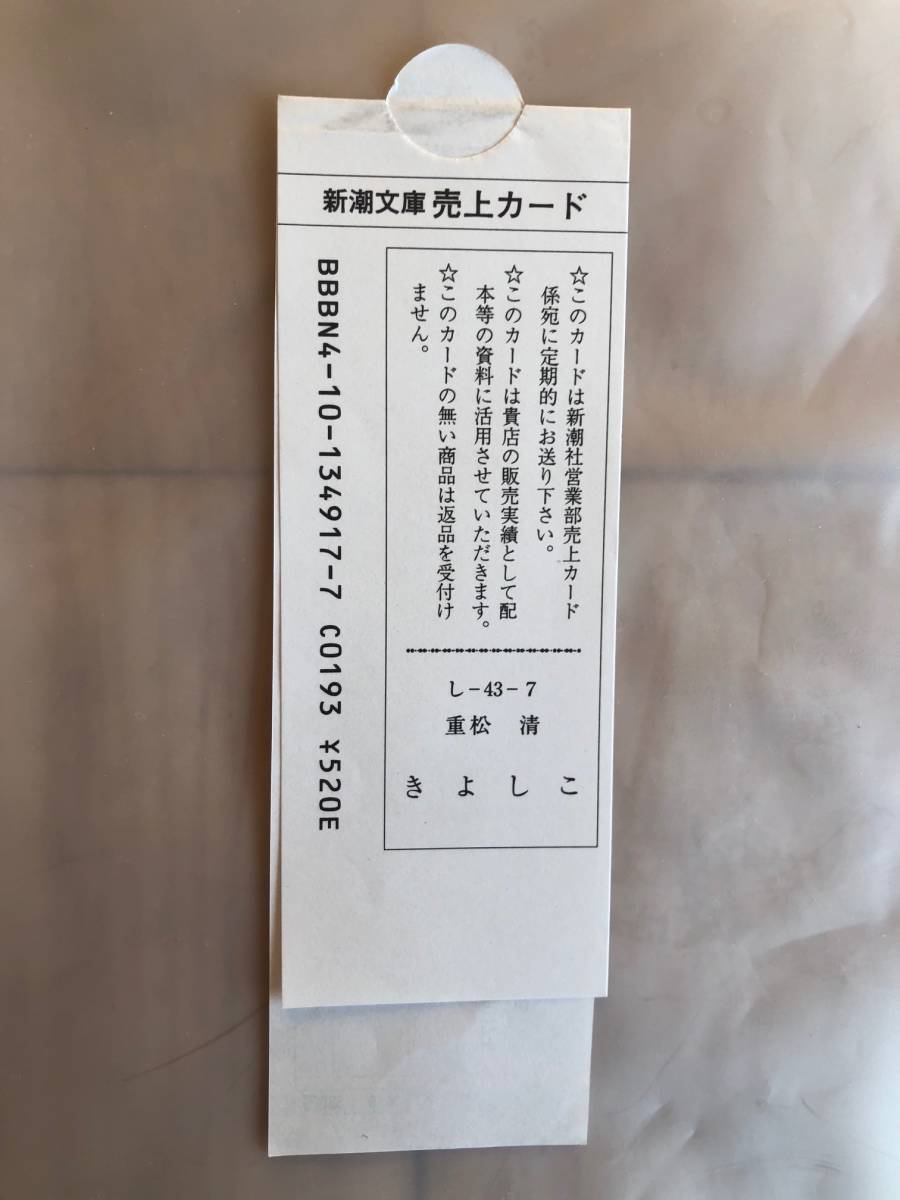 新潮文庫 売上カード
☆このカードは新潮社営業部売上カード
係宛に定期的にお送り下さい。
☆このカードは貴店の販売実績として配
本等の資料に活用させていただきます。
☆このカードの無い商品は返品を受付け
ません。
し-43-7
重松 清
きよしこ
BBBN4-10-134917-7 C0193 ¥520E